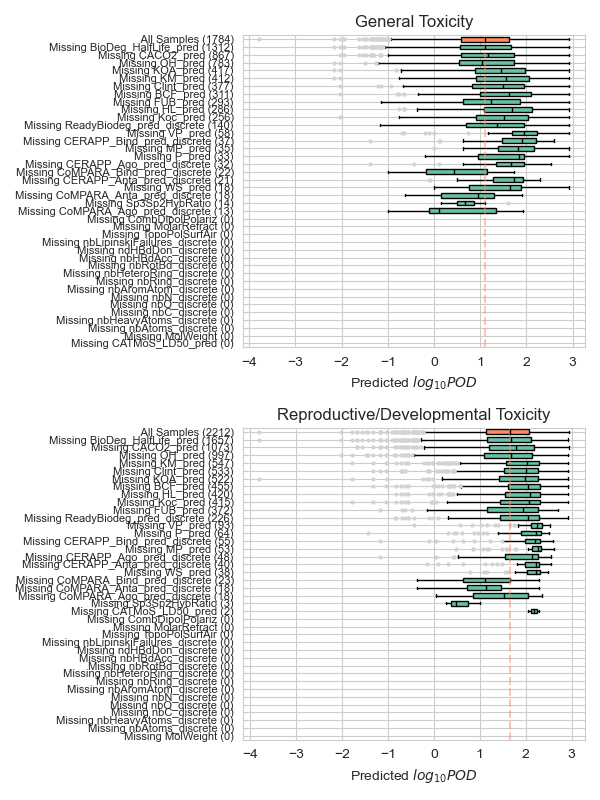 General Toxicity
All Samples (1784)
Missing BioDeg_HalfLife_pred (1312)
Missing CACO2_pred (867)
Missing OH_pred (783)
Missing KOA_pred (417)
Missing KM_pred (412)
Missing Clint_pred (377)
Missing BCF_pred (311)
Missing FUB_pred (293)
Missing HL_pred (286)
Missing Koc_pred (256)
Missing ReadyBiodeg_pred_discrete (140)
Missing VP_pred (58)
Missing CERAPP_Bind_pred_discrete (37)
Missing MP_pred (35)
Missing P_pred (33)
Missing CERAPP_Ago_pred_discrete (32)
Missing CoMPARA_Bind_pred_discrete (22)
Missing CERAPP_Anta_pred_discrete (21)
Missing WS_pred (18)
Missing CoMPARA_Anta_pred_discrete (18)
Missing Sp3Sp2HybRatio (14)
Missing CoMPARA_Ago_pred_discrete (13)
Missing CombDipolPolariz (0)
Missing MolarRefract (0)
Missing TopoPolSurfAir (0)
Missing nbLipinskiFailures_discrete (0)
Missing ndHBdDon_discrete (0)
Missing nbHBdAcc_discrete (0)
Missing nbRotBd_discrete (0)
Missing nbHeteroRing_discrete (0)
Missing nbRing_discrete (0)
Missing nbAromAtom_discrete (0)
Missing nbN_discrete (0)
Missing nbO_discrete (0)
Missing nbC_discrete (0)
Missing nbHeavyAtoms_discrete (0)
Missing nbAtoms_discrete (0)
Missing MolWeight (0)
Missing CATMoS_LD50_pred (0)
−4 −3 −2 −1 0 1 2 3
Predicted log10POD
Reproductive/Developmental Toxicity
All Samples (2212)
Missing BioDeg_HalfLife_pred (1657)
Missing CACO2_pred (1073)
Missing OH_pred (997)
Missing KM_pred (547)
Missing Clint_pred (533)
Missing KOA_pred (522)
Missing BCF_pred (455)
Missing HL_pred (420)
Missing Koc_pred (416)
Missing FUB_pred (372)
Missing ReadyBiodeg_pred_discrete (226)
Missing VP_pred (93)
Missing P_pred (64)
Missing CERAPP_Bind_pred_discrete (55)
Missing MP_pred (53)
Missing CERAPP_Ago_pred_discrete (48)
Missing CERAPP_Anta_pred_discrete (40)
Missing WS_pred (38)
Missing CoMPARA_Bind_pred_discrete (23)
Missing CoMPARA_Anta_pred_discrete (18)
Missing CoMPARA_Ago_pred_discrete (18)
Missing Sp3Sp2HybRatio (3)
Missing CATMoS_LD50_pred (2)
Missing CombDipolPolariz (0)
Missing MolarRefract (0)
Missing TopoPolSurfAir (0)
Missing nbLipinskiFailures_discrete (0)
Missing ndHBdDon_discrete (0)
Missing nbHBdAcc_discrete (0)
Missing nbRotBd_discrete (0)
Missing nbHeteroRing_discrete (0)
Missing nbRing_discrete (0)
Missing nbAromAtom_discrete (0)
Missing nbN_discrete (0)
Missing nbO_discrete (0)
Missing nbC_discrete (0)
Missing nbHeavyAtoms_discrete (0)
Missing nbAtoms_discrete (0)
Missing MolWeight (0)
−4 −3 −2 −1 0 1 2 3
Predicted log10POD